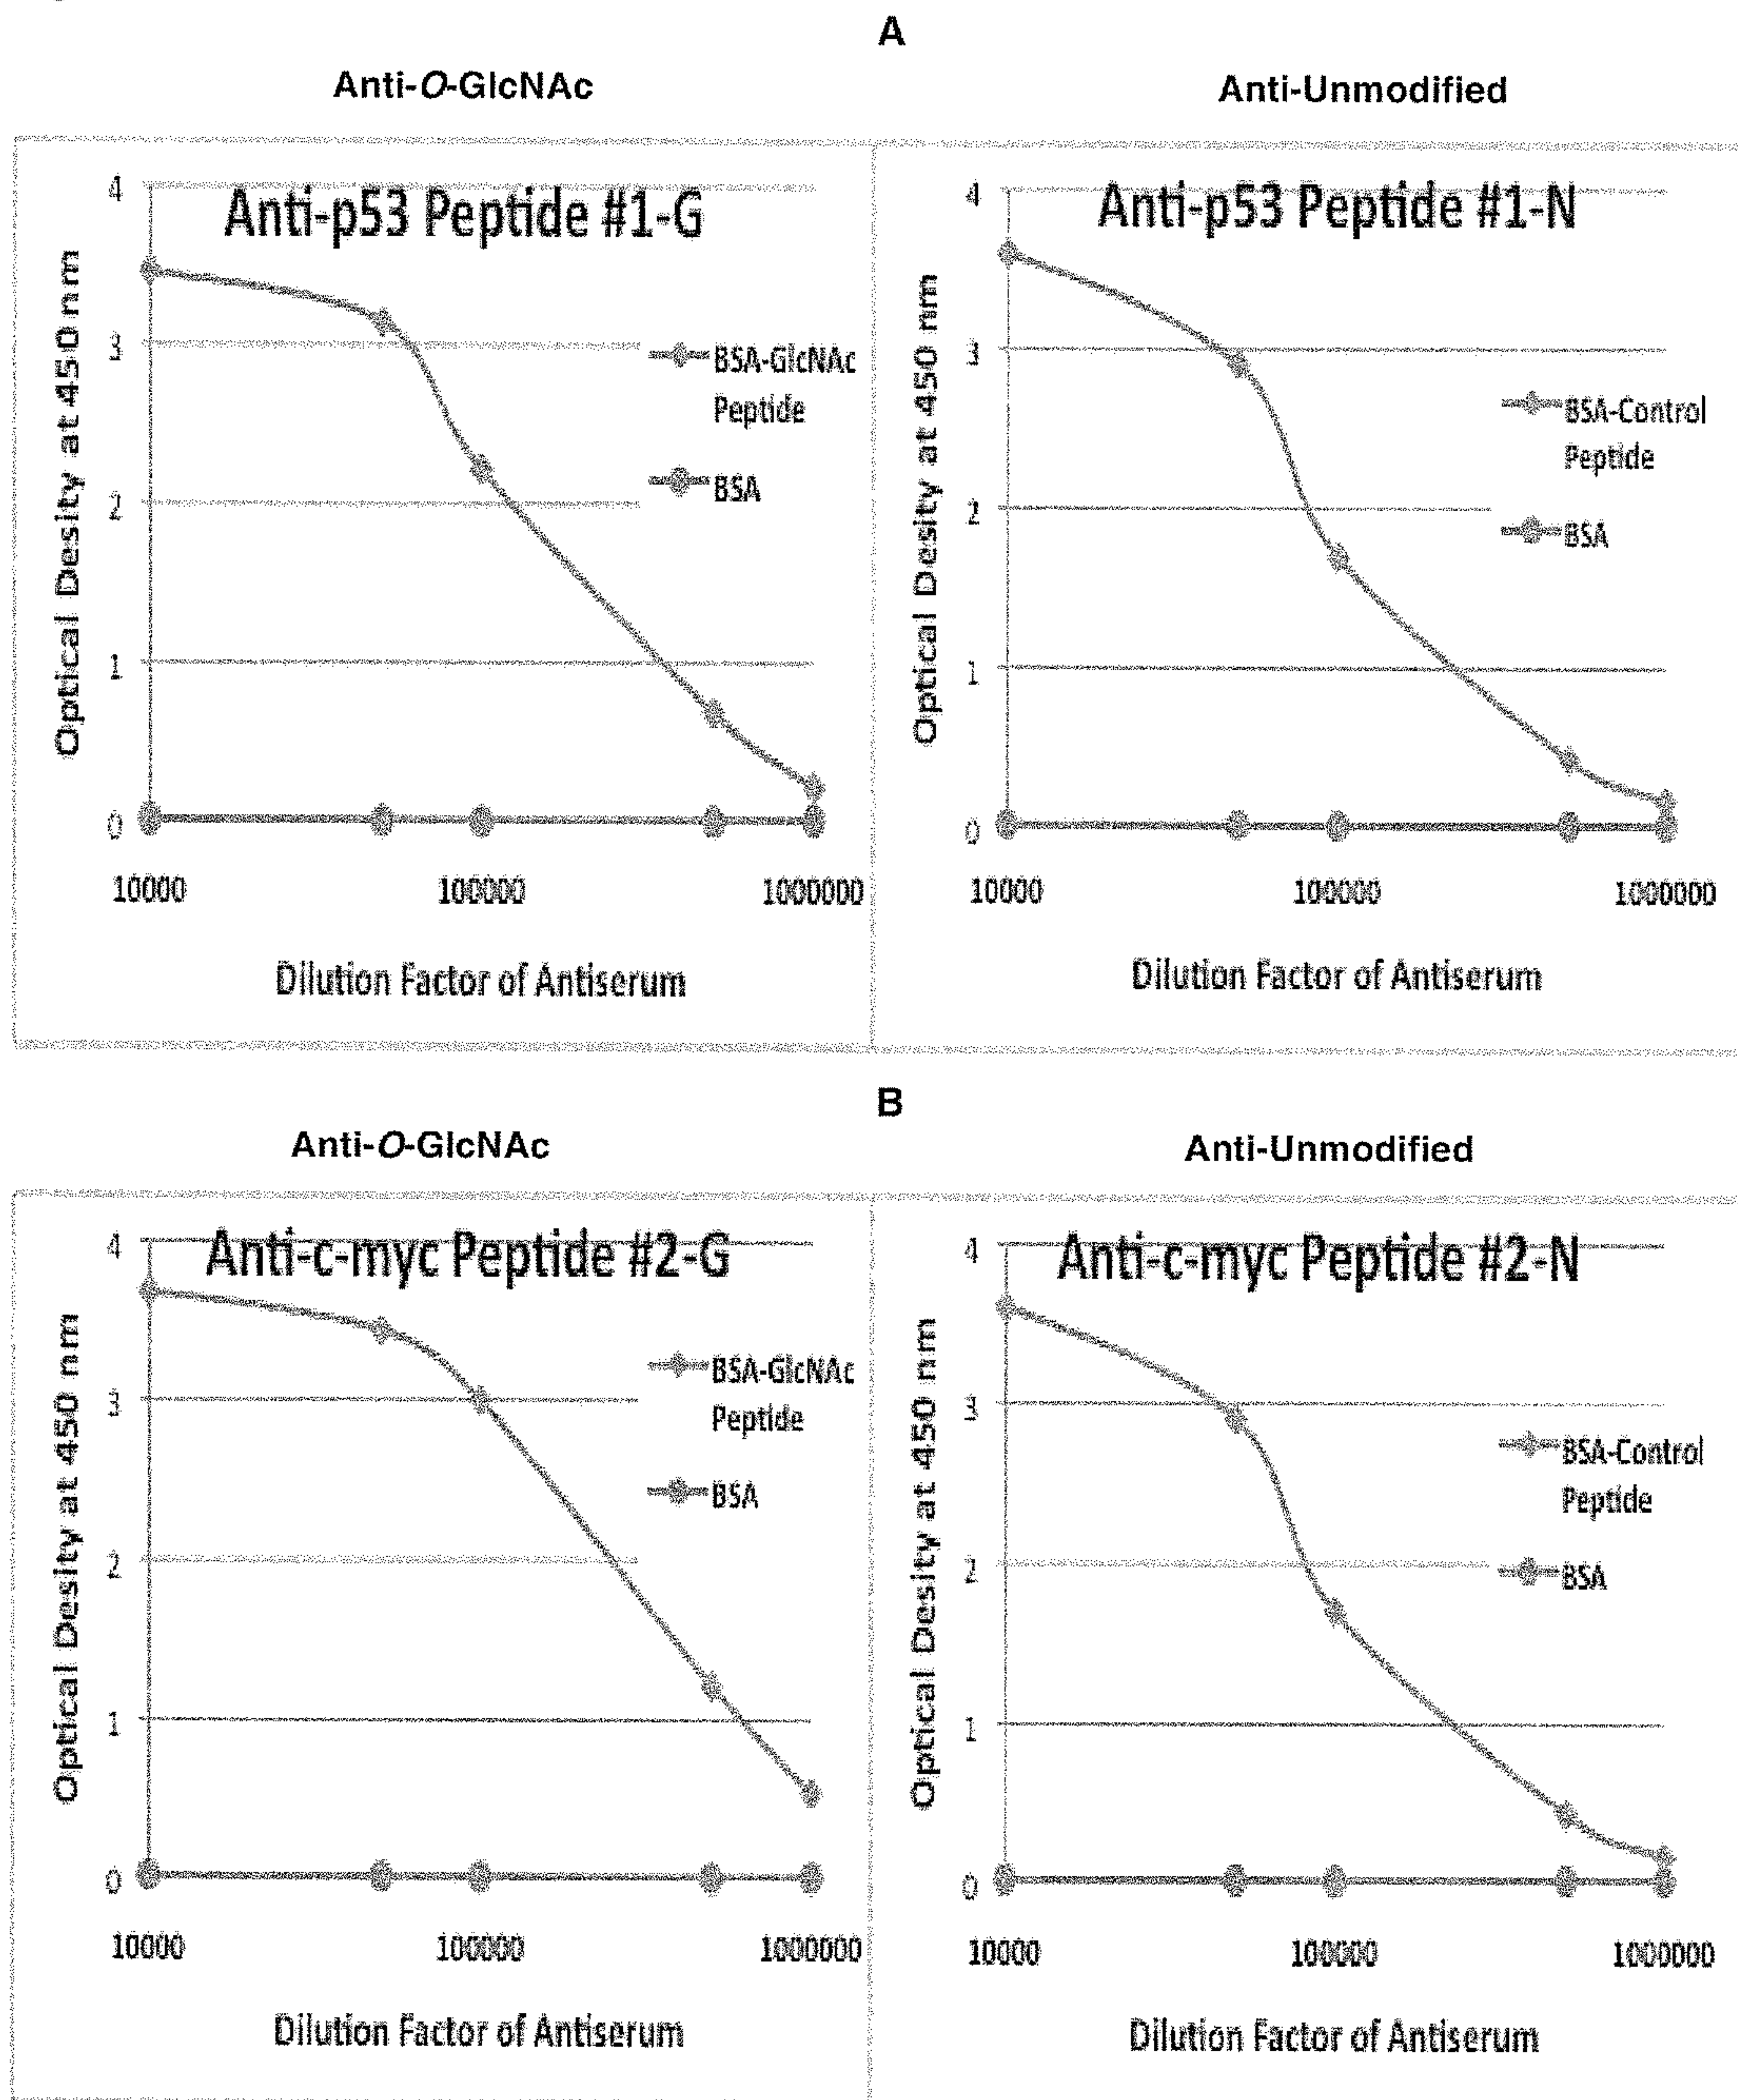 A
Anti-O-GlcNAc
Anti-Unmodified
Anti-p53 Peptide #1-G
Optical Desity at 450 nm
4
3
2
1
0
BSA-GlcNAc
Peptide
BSA
10000 100000 1000000
Dilution Factor of Antiserum
Anti-p53 Peptide #1-N
Optical Desity at 450 nm
4
3
2
1
0
BSA-Control
Peptide
BSA
10000 100000 1000000
Dilution Factor of Antiserum
B
Anti-O-GlcNAc
Anti-Unmodified
Anti-c-myc Peptide #2-G
Optical Desity at 450 nm
4
3
2
1
0
BSA-GlcNAc
Peptide
BSA
10000 100000 1000000
Dilution Factor of Antiserum
Anti-c-myc Peptide #2-N
Optical Desity at 450 nm
4
3
2
1
0
BSA-Control
Peptide
BSA
10000 100000 1000000
Dilution Factor of Antiserum